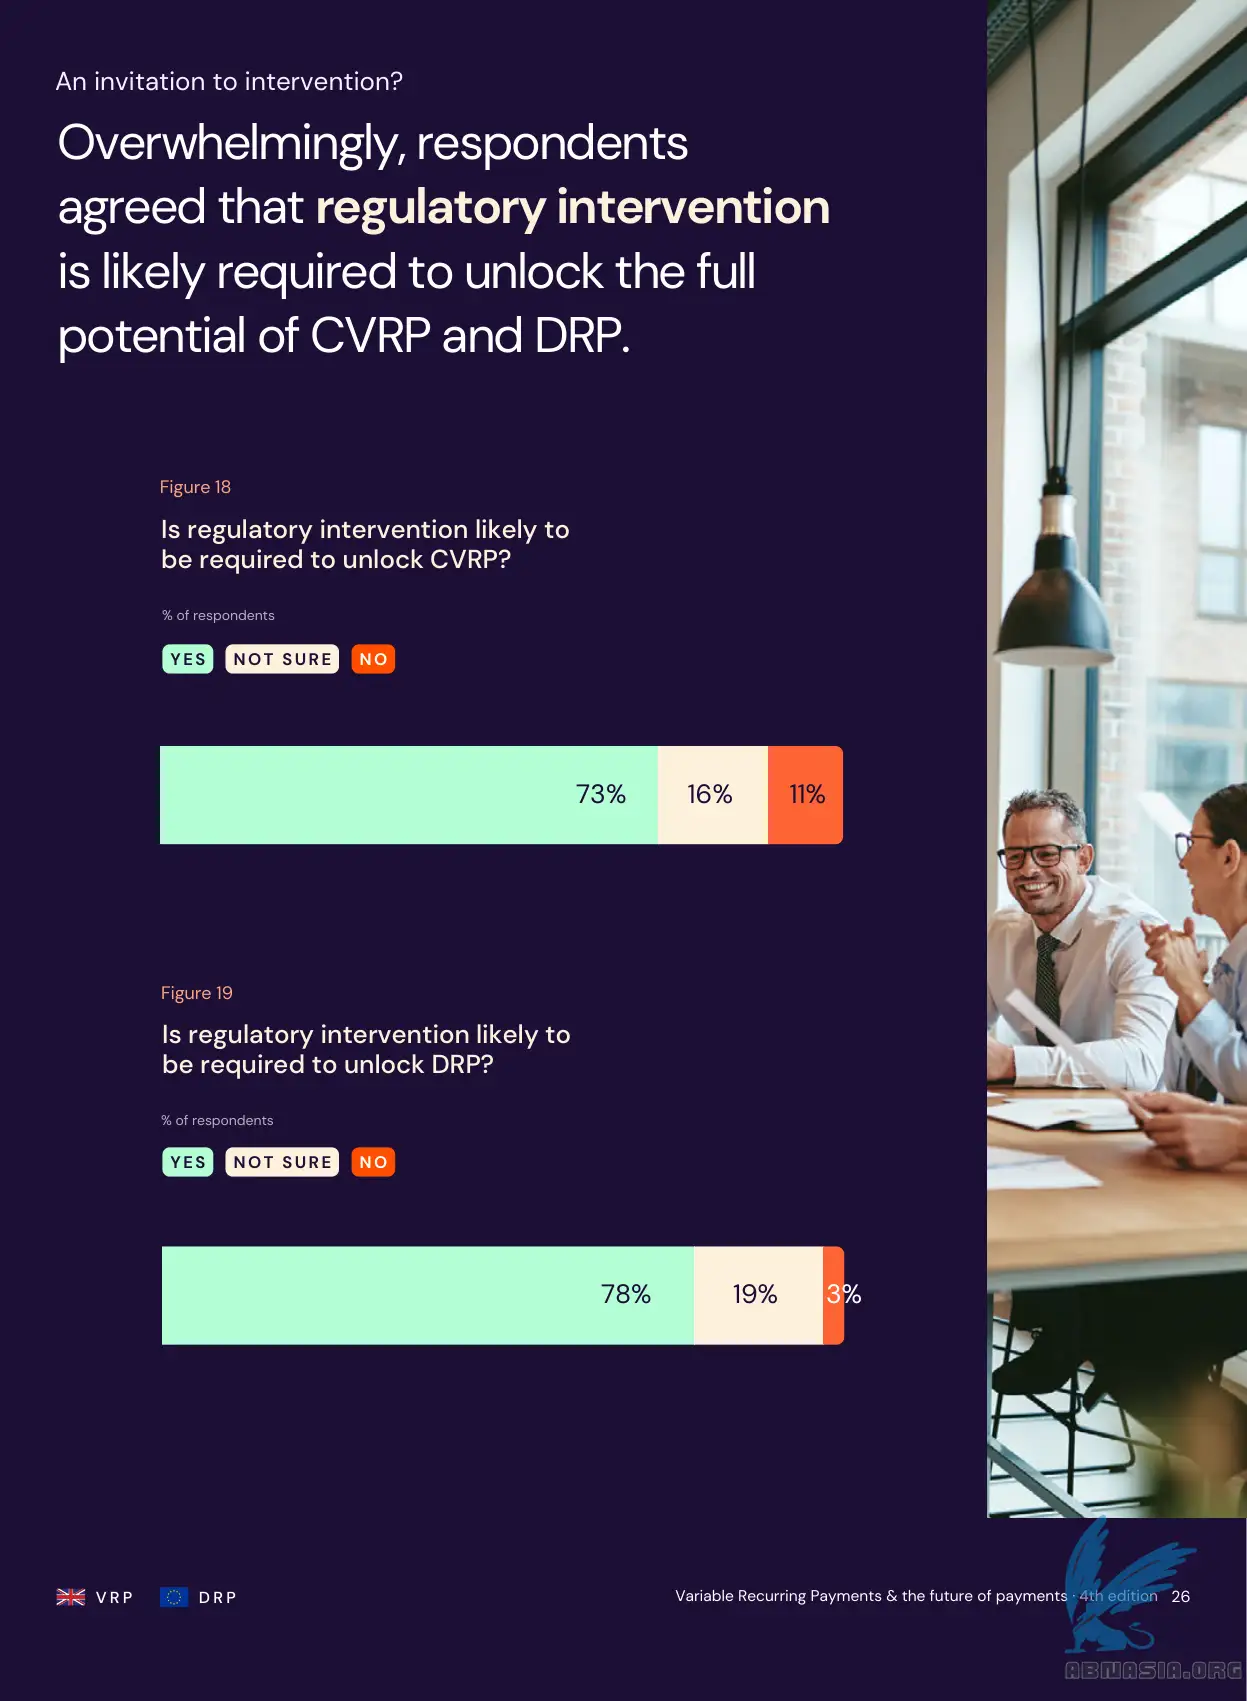 An invitation to intervention?
Overwhelmingly, respondents
agreed that regulatory intervention
is likely required to unlock the full
potential of CVRP and DRP.
Figure 18
Is regulatory intervention likely to
be required to unlock CVRP?
% of respondents
YES NOT SURE NO
73% 16% 11%
Figure 19
Is regulatory intervention likely to
be required to unlock DRP?
% of respondents
YES NOT SURE NO
78% 19% 3%
VRP DRP
Variable Recurring Payments & the future of payments · 4th edition 26
ABNASIA.ORG